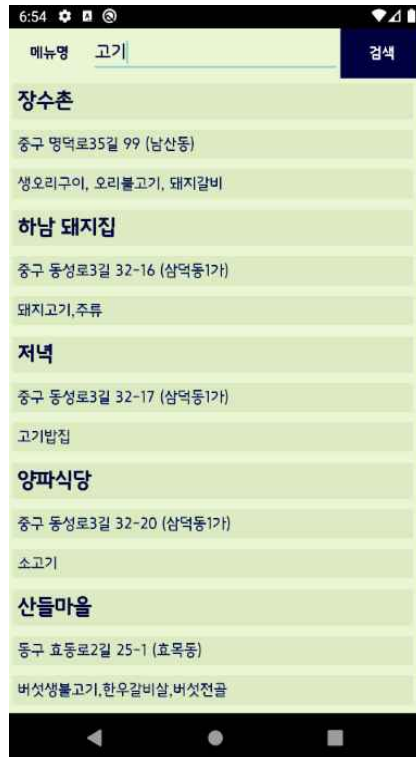 6:54
메뉴명 고기 검색
장수촌
중구 명덕로35길 99 (남산동)
생오리구이, 오리불고기, 돼지갈비
하남 돼지집
중구 동성로3길 32-16 (삼덕동1가)
돼지고기,주류
저녁
중구 동성로3길 32-17 (삼덕동1가)
고기밥집
양파식당
중구 동성로3길 32-20 (삼덕동1가)
소고기
산들마을
동구 효동로2길 25-1 (효목동)
버섯생불고기,한우갈비살,버섯전골